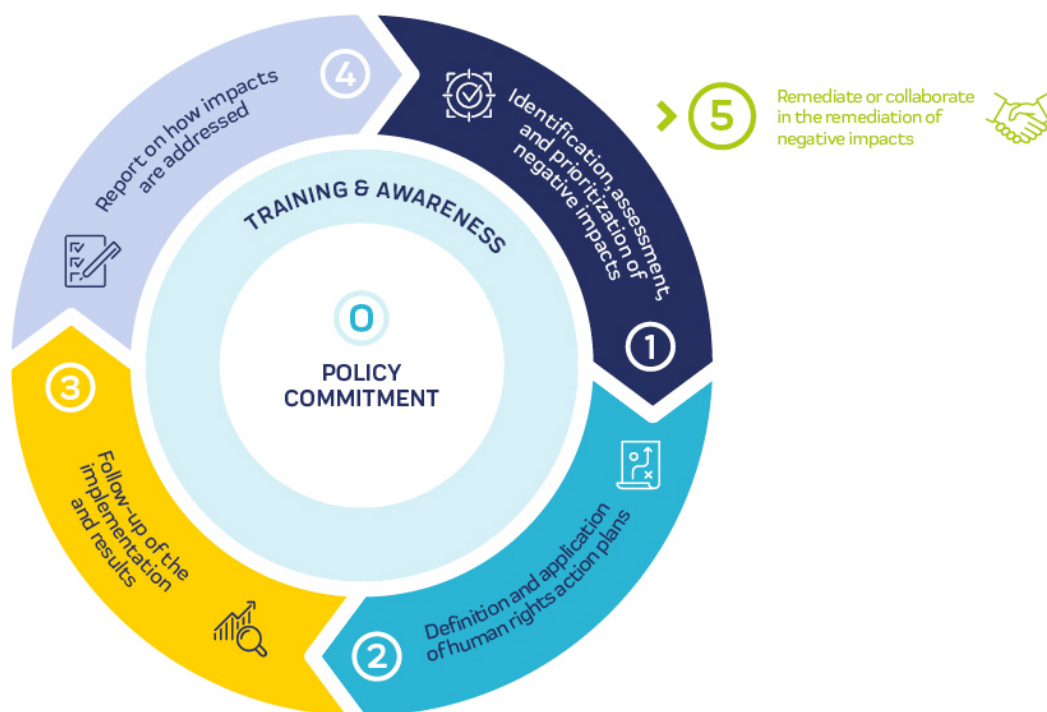 TRAINING & AWARENESS
0
POLICY
COMMITMENT
1
Identification, assessment,
and prioritization of
negative impacts
2
Definition and application
of human rights action plans
3
Follow-up of the
implementation
and results
4
Report on how impacts
are addressed
5
Remediate or collaborate
in the remediation of
negative impacts